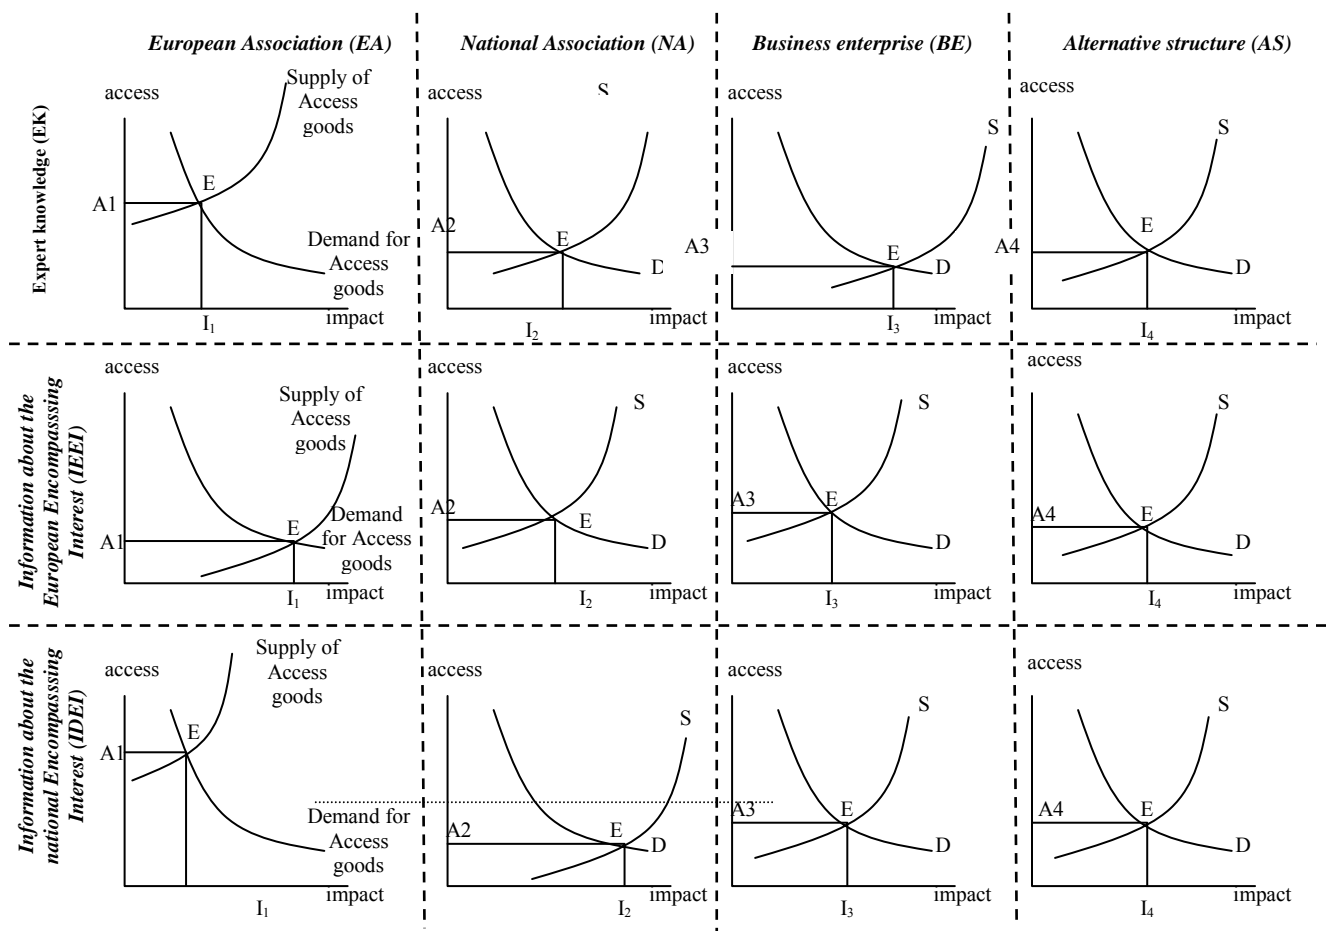 European Association (EA)
National Association (NA)
Business enterprise (BE)
Alternative structure (AS)
Expert knowledge (EK)
access
Supply of
Access
goods
E
A1
Demand for
Access
goods
I1
impact
access
S
A2
E
D
I2
impact
access
S
A3
E
D
I3
impact
access
S
A4
E
D
I4
impact
Information about the
European Encompasssing
Interest (IEEI)
access
Supply of
Access
goods
E
A1
Demand
for Access
goods
I1
impact
access
S
A2
E
D
I2
impact
access
S
A3
E
D
I3
impact
access
S
A4
E
D
I4
impact
Information about the
national Encompasssing
Interest (IDEI)
access
Supply of
Access
goods
E
A1
Demand for
Access
goods
I1
impact
access
S
A2
E
D
I2
impact
access
S
A3
E
D
I3
impact
access
S
A4
E
D
I4
impact